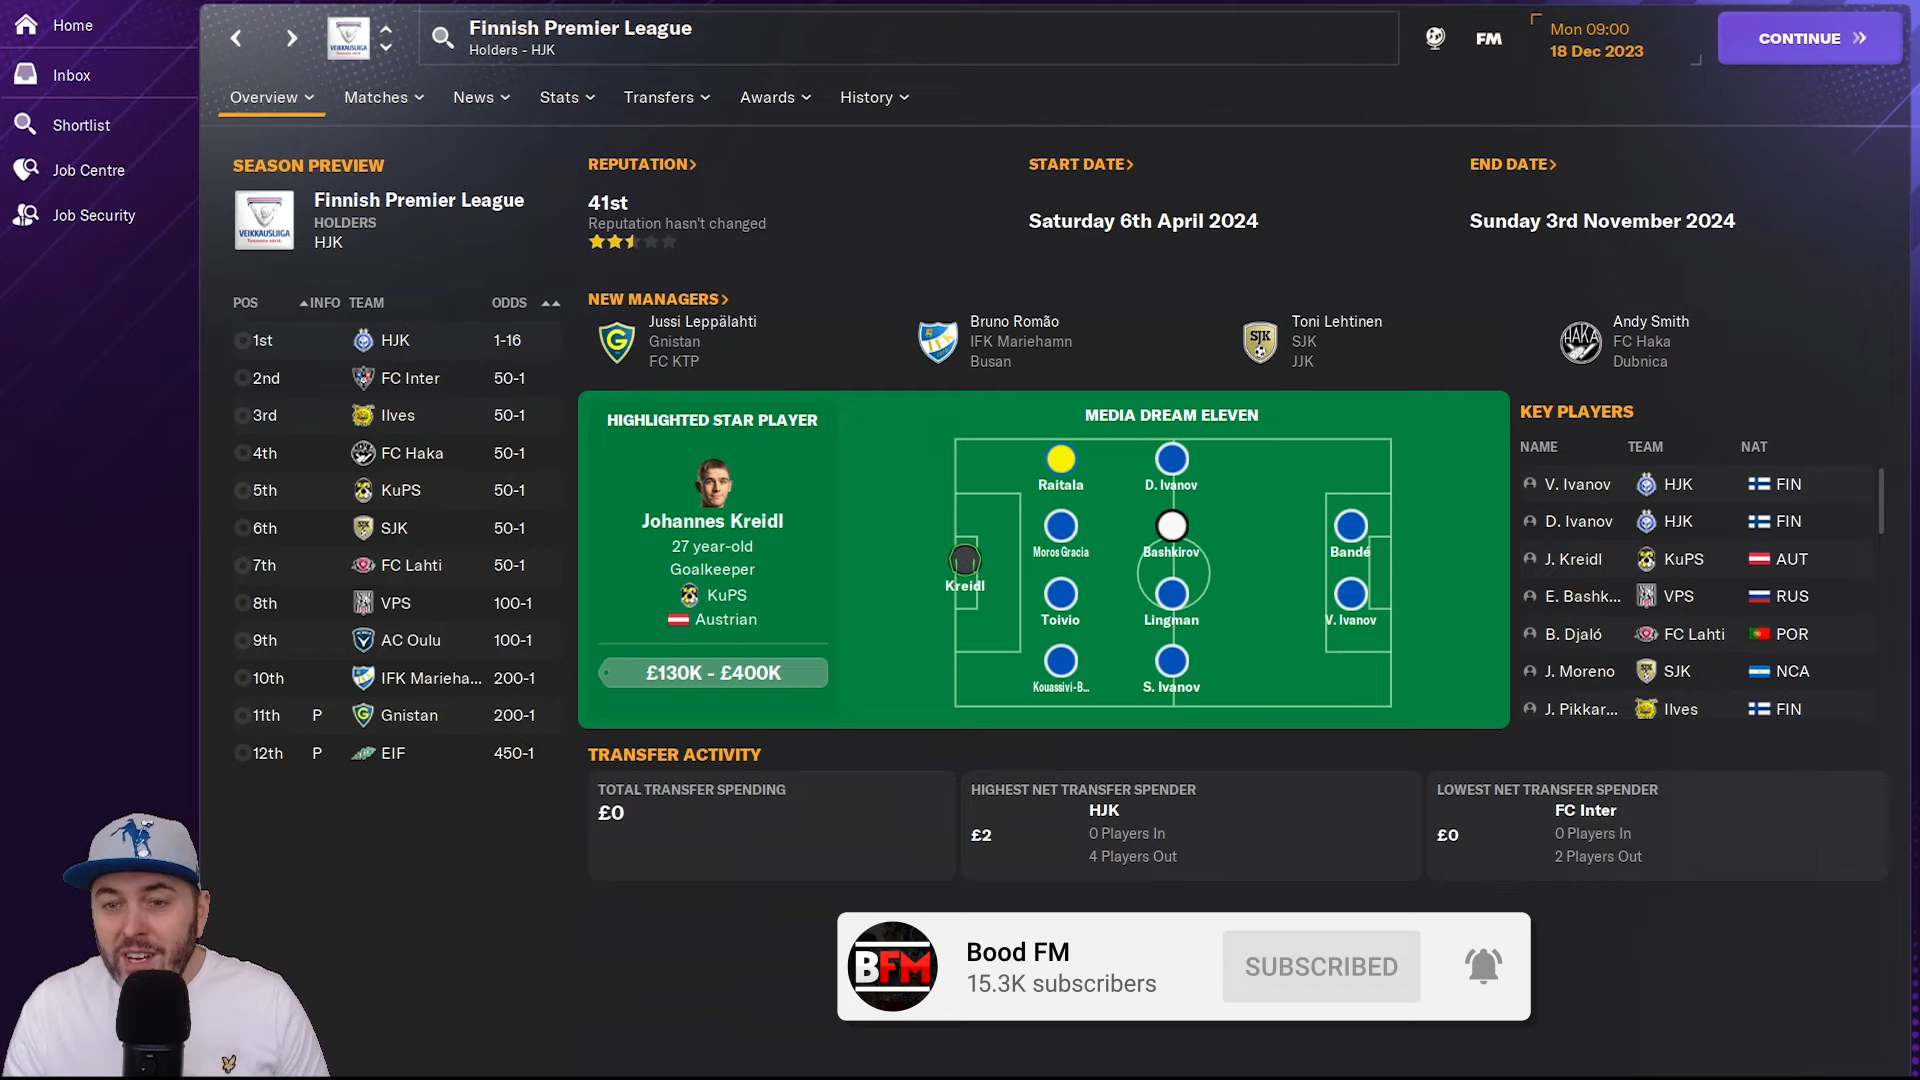 Home
Inbox
Shortlist
Job Centre
Job Security
VEIKKAUSLIIGA
Finnish Premier League
Holders - HJK
FM
Mon 09:00
18 Dec 2023
CONTINUE
Overview
Matches
News
Stats
Transfers
Awards
History
SEASON PREVIEW
VEIKKAUSLIIGA
Finnish Premier League
HOLDERS
HJK
REPUTATION>
41st
Reputation hasn't changed
START DATE>
Saturday 6th April 2024
END DATE>
Sunday 3rd November 2024
POS INFO TEAM ODDS
1st HJK 1-16
2nd FC Inter 50-1
3rd Ilves 50-1
4th FC Haka 50-1
5th KuPS 50-1
6th SJK 50-1
7th FC Lahti 50-1
8th VPS 100-1
9th AC Oulu 100-1
10th IFK Marieha... 200-1
11th P Gnistan 200-1
12th P EIF 450-1
NEW MANAGERS>
G
Jussi Leppälahti
Gnistan
FC KTP
IFK
Bruno Romão
IFK Mariehamn
Busan
SJK
Toni Lehtinen
SJK
JJK
HAKA
Andy Smith
FC Haka
Dubnica
HIGHLIGHTED STAR PLAYER
Johannes Kreidl
27 year-old
Goalkeeper
KuPS
Austrian
£130K - £400K
MEDIA DREAM ELEVEN
Raitala
D. Ivanov
Moros Gracia
Bashkirov
Bandé
Kreidl
Toivio
Lingman
V. Ivanov
Kouassivi-B...
S. Ivanov
KEY PLAYERS
NAME TEAM NAT
V. Ivanov HJK FIN
D. Ivanov HJK FIN
J. Kreidl KuPS AUT
E. Bashk... VPS RUS
B. Djaló FC Lahti POR
J. Moreno SJK NCA
J. Pikkar... Ilves FIN
TRANSFER ACTIVITY
TOTAL TRANSFER SPENDING
£0
HIGHEST NET TRANSFER SPENDER
HJK
£2
0 Players In
4 Players Out
LOWEST NET TRANSFER SPENDER
FC Inter
£0
0 Players In
2 Players Out
BFM
Bood FM
15.3K subscribers
SUBSCRIBED